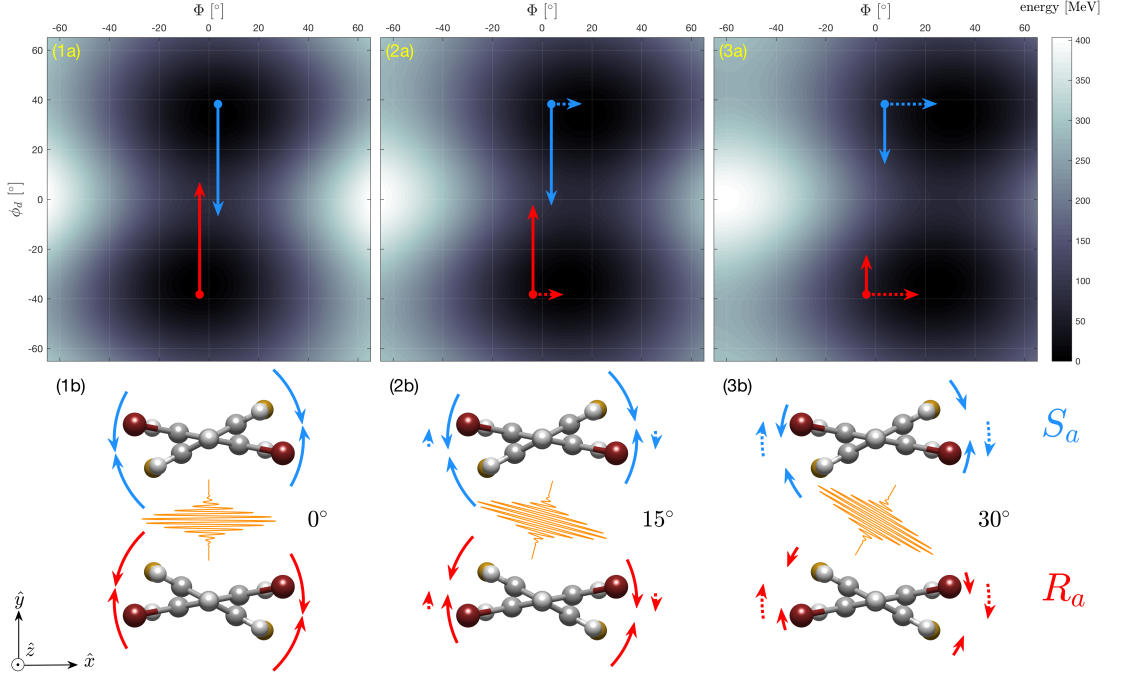 Φ [°]
Φ [°]
Φ [°]
energy [MeV]
-60 -40 -20 0 20 40 60
-60 -40 -20 0 20 40 60
-60 -40 -20 0 20 40 60
(1a)
(2a)
(3a)
60
40
20
0
-20
-40
-60
ϕd [°]
400
350
300
250
200
150
100
50
0
(1b)
(2b)
(3b)
Sa
0°
15°
30°
Ra
ŷ
ẑ
x̂